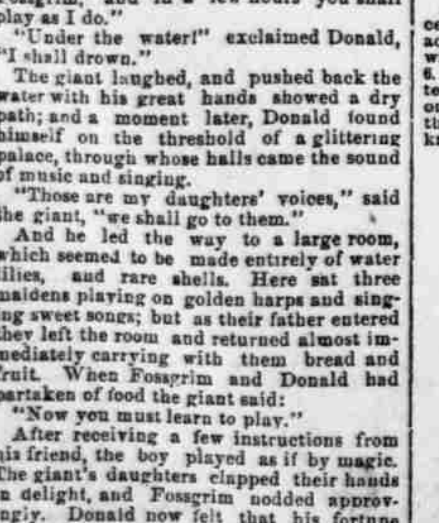 play as I do."
"Under the water!" exclaimed Donald,
"I shall drown."
The giant laughed, and pushed back the
water with his great hands showed a dry
path; and a moment later, Donald found
himself on the threshold of a glittering
palace, through whose halls came the sound
of music and singing.
"Those are my daughters' voices," said
the giant, "we shall go to them."
And he led the way to a large room,
which seemed to be made entirely of water
lilies, and rare shells. Here sat three
maidens playing on golden harps and sing-
ing sweet songs; but as their father entered
they left the room and returned almost im-
mediately carrying with them bread and
fruit. When Fossgrim and Donald had
partaken of food the giant said:
"Now you must learn to play."
After receiving a few instructions from
his friend, the boy played as if by magic.
The giant's daughters clapped their hands
in delight, and Fossgrim nodded approv-
ingly. Donald now felt that his fortune